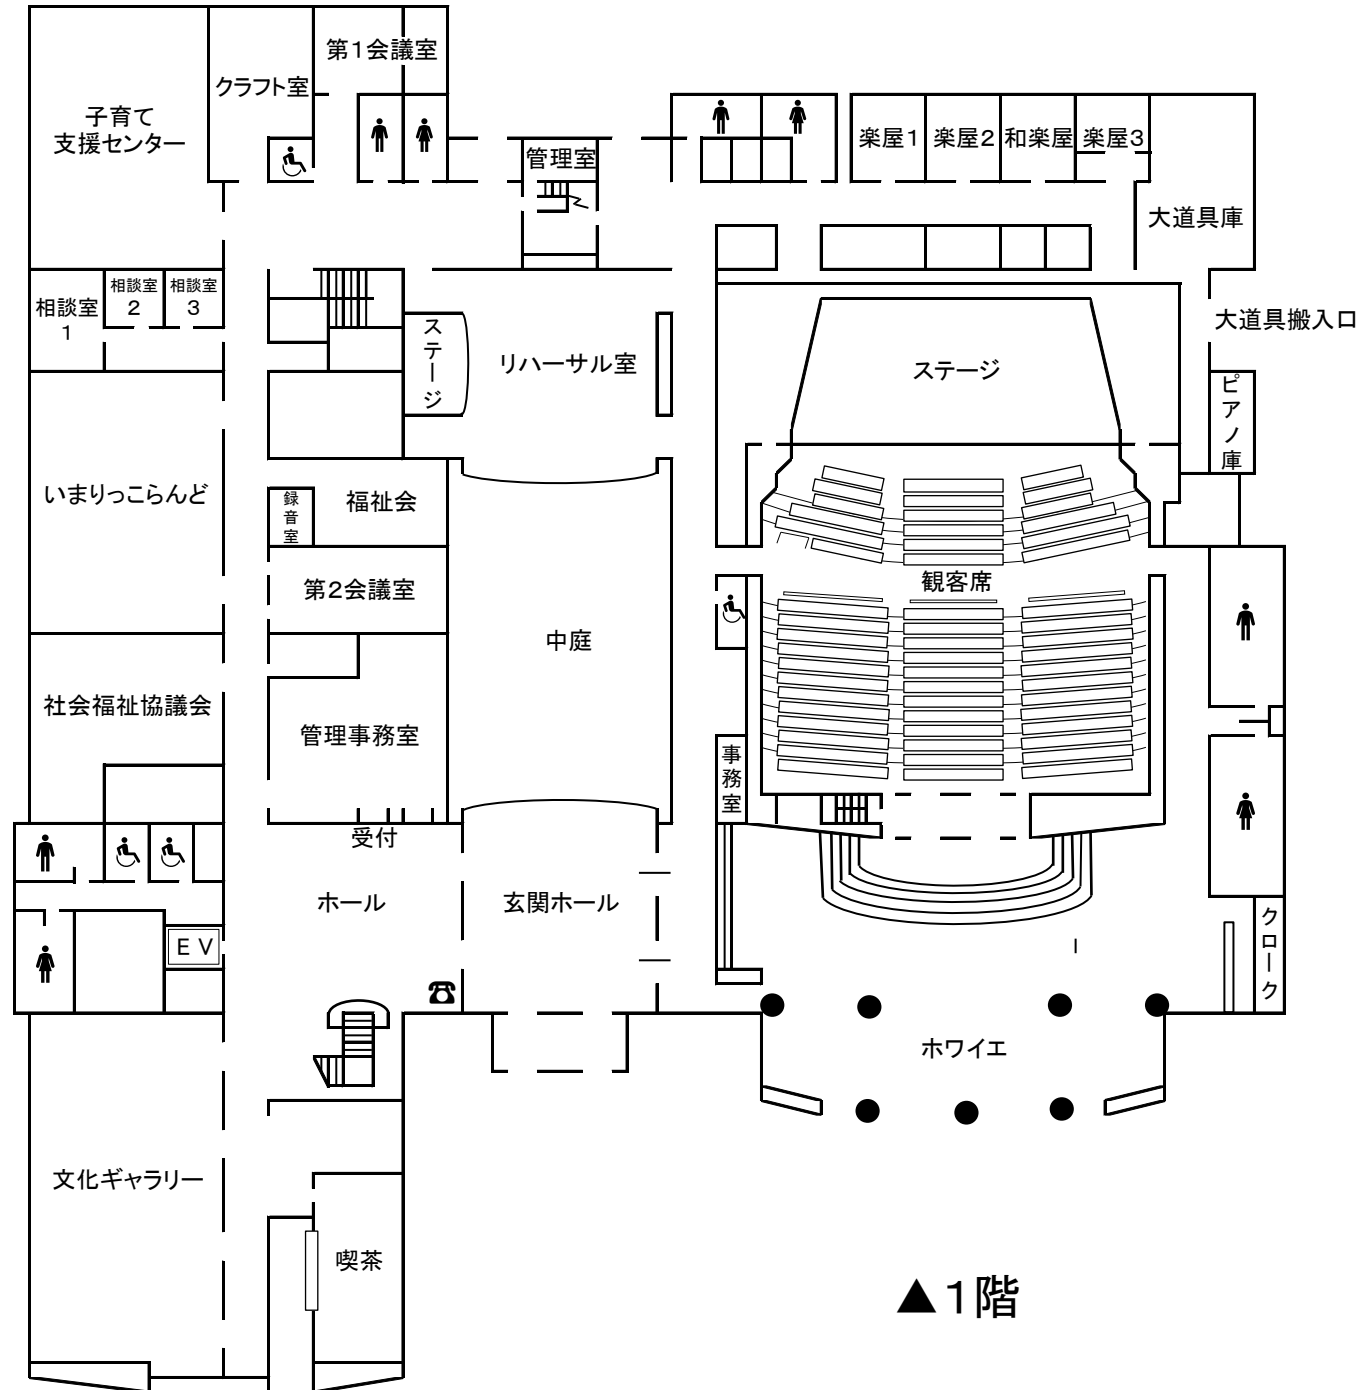 第1会議室
クラフト室
子育て
支援センター
管理室
楽屋1
楽屋2
和楽屋
楽屋3
大道具庫
相談室
1
相談室
2
相談室
3
大道具搬入口
ステージ
リハーサル室
ステージ
ピアノ庫
いまりっこらんど
録音室
福祉会
第2会議室
観客席
中庭
社会福祉協議会
管理事務室
事務室
受付
ホール
玄関ホール
EV
クローク
ホワイエ
文化ギャラリー
喫茶
▲1階